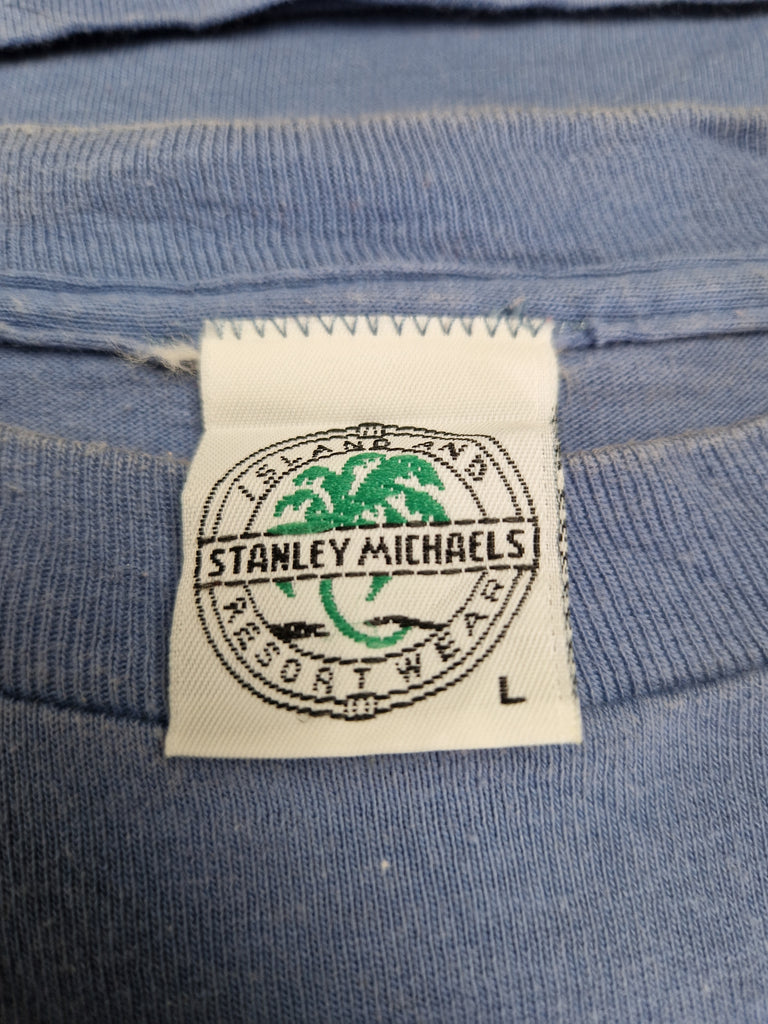 ISLAND AND
STANLEY MICHAELS
RESORT WEAR
L